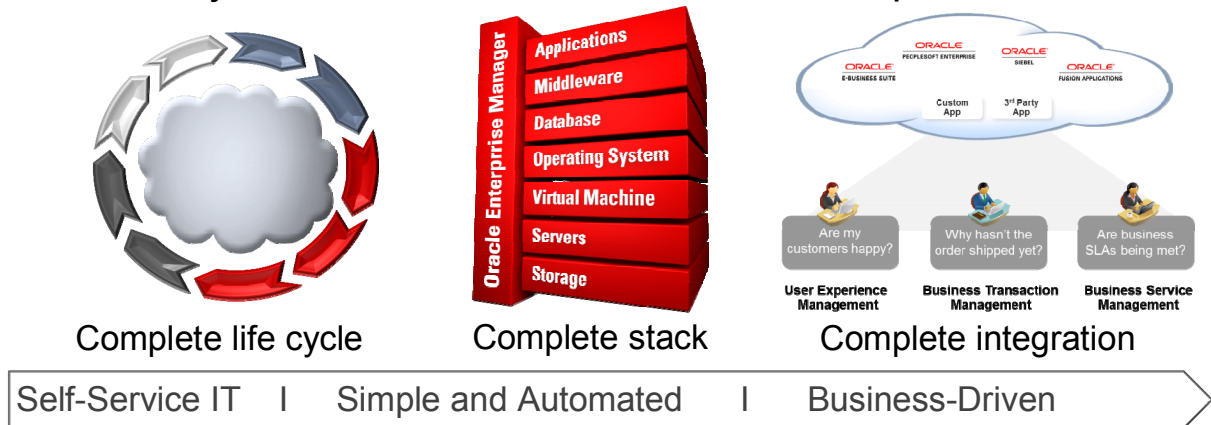 Oracle Enterprrise Manager
Applications
Middleware
Database
Operating System
Virtual Machine
Servers
Storage
ORACLE
PEOPLESOFT ENTERPRISE
ORACLE
SIEBEL
ORACLE
E-BUSINESS SUITE
ORACLE
FUSION APPLICATIONS
Custom
App
3rd Party
App
Are my
customers happy?
Why hasn't the
order shipped yet?
Are business
SLAs being met?
User Experience
Management
Business Transaction
Management
Business Service
Management
Complete life cycle
Complete stack
Complete integration
Self-Service IT I Simple and Automated I Business-Driven